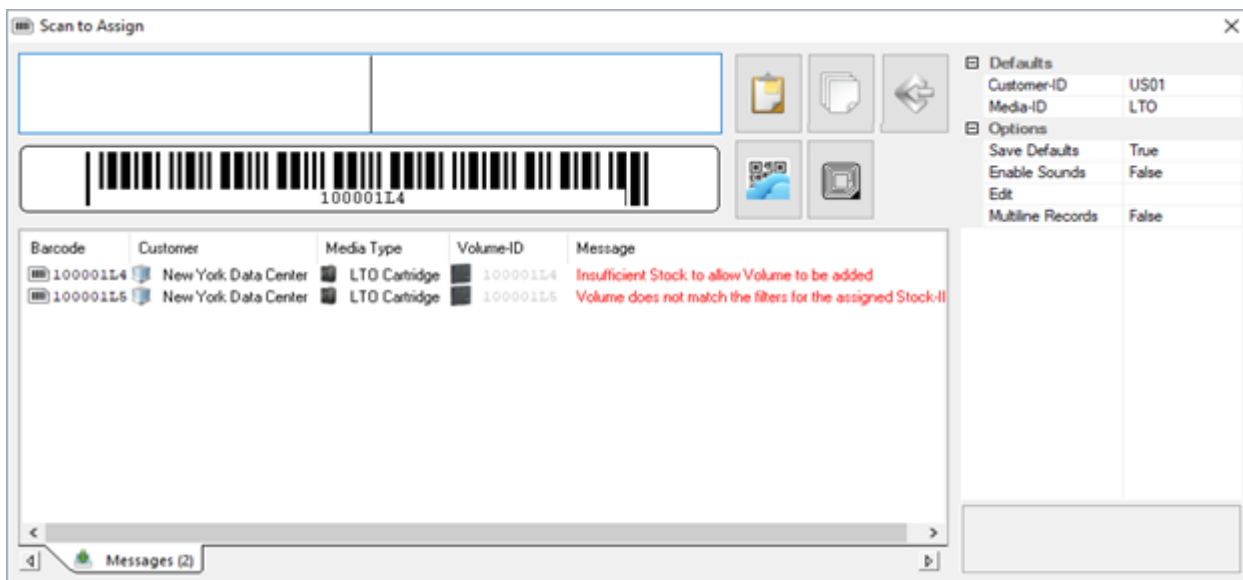 Scan to Assign
Defaults
Customer-ID US01
Media-ID LTO
Options
Save Defaults True
Enable Sounds False
Edit
Multiline Records False
100001L4
Barcode Customer Media Type Volume-ID Message
100001L4 New York Data Center LTO Cartridge 100001L4 Insufficient Stock to allow Volume to be added
100001L5 New York Data Center LTO Cartridge 100001L5 Volume does not match the filters for the assigned Stock-II
Messages (2)